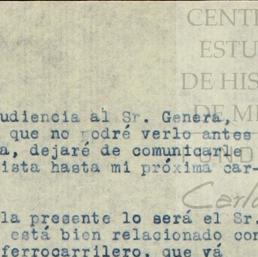 CENT
ESTU
DE HIS
DE M
udiencia al Sr. Genera,
que no podré verlo antes
a, dejaré de comunicarle
ista hasta mi próxima car-
Carl
la presente lo será el Sr.
está bien relacionado con
ferrocarrilero, que vá